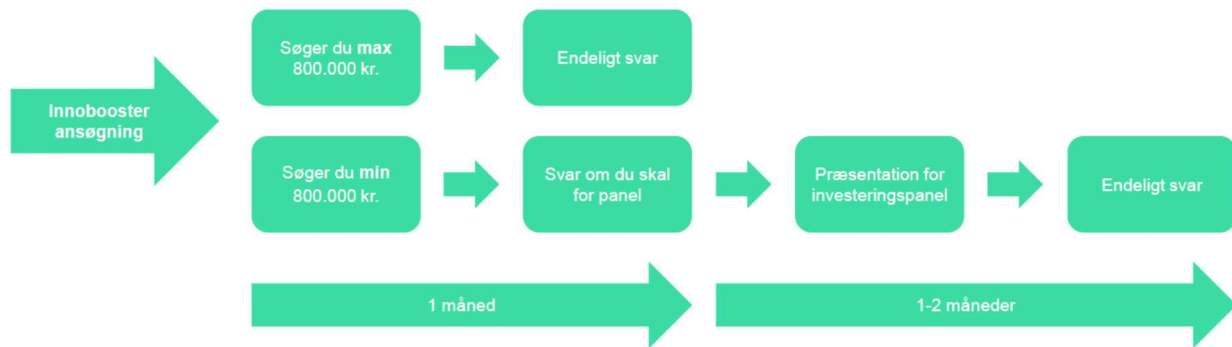 Innobooster
ansøgning
Søger du max
800.000 kr.
Endeligt svar
Søger du min
800.000 kr.
Svar om du skal
for panel
Præsentation for
investeringspanel
Endeligt svar
1 måned
1-2 måneder